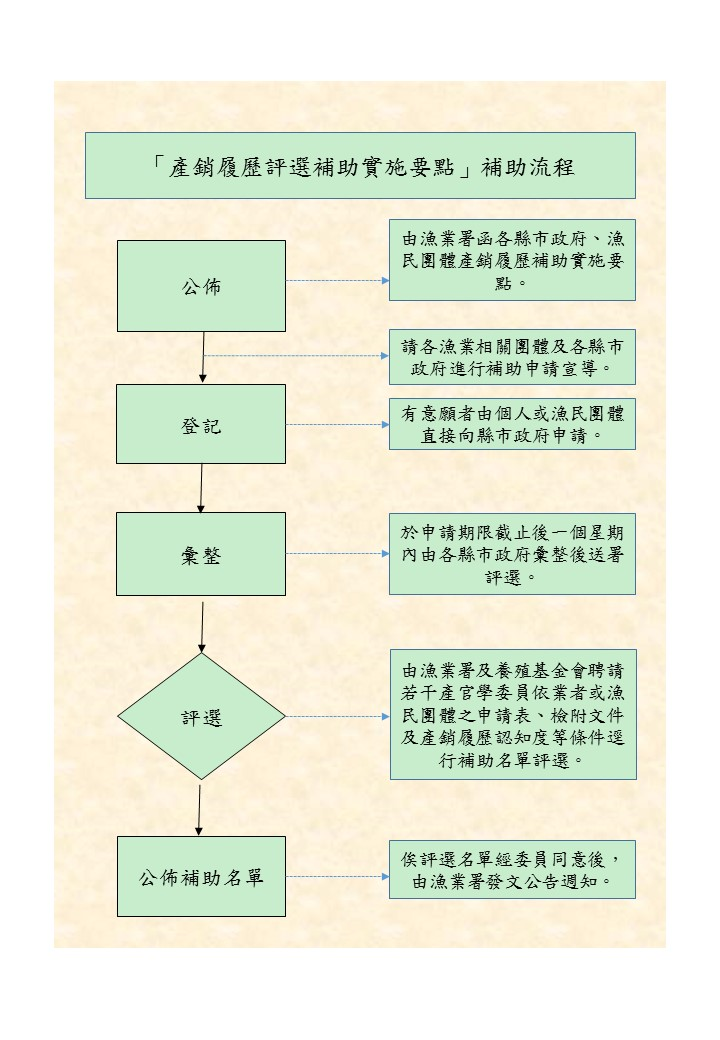 「產銷履歷評選補助實施要點」補助流程
公佈
由漁業署函各縣市政府、漁
民團體產銷履歷補助實施要
點。
請各漁業相關團體及各縣市
政府進行補助申請宣導。
登記
有意願者由個人或漁民團體
直接向縣市政府申請。
彙整
於申請期限截止後一個星期
內由各縣市政府彙整後送署
評選。
評選
由漁業署及養殖基金會聘請
若干產官學委員依業者或漁
民團體之申請表、檢附文件
及產銷履歷認知度等條件逕
行補助名單評選。
公佈補助名單
俟評選名單經委員同意後，
由漁業署發文公告週知。